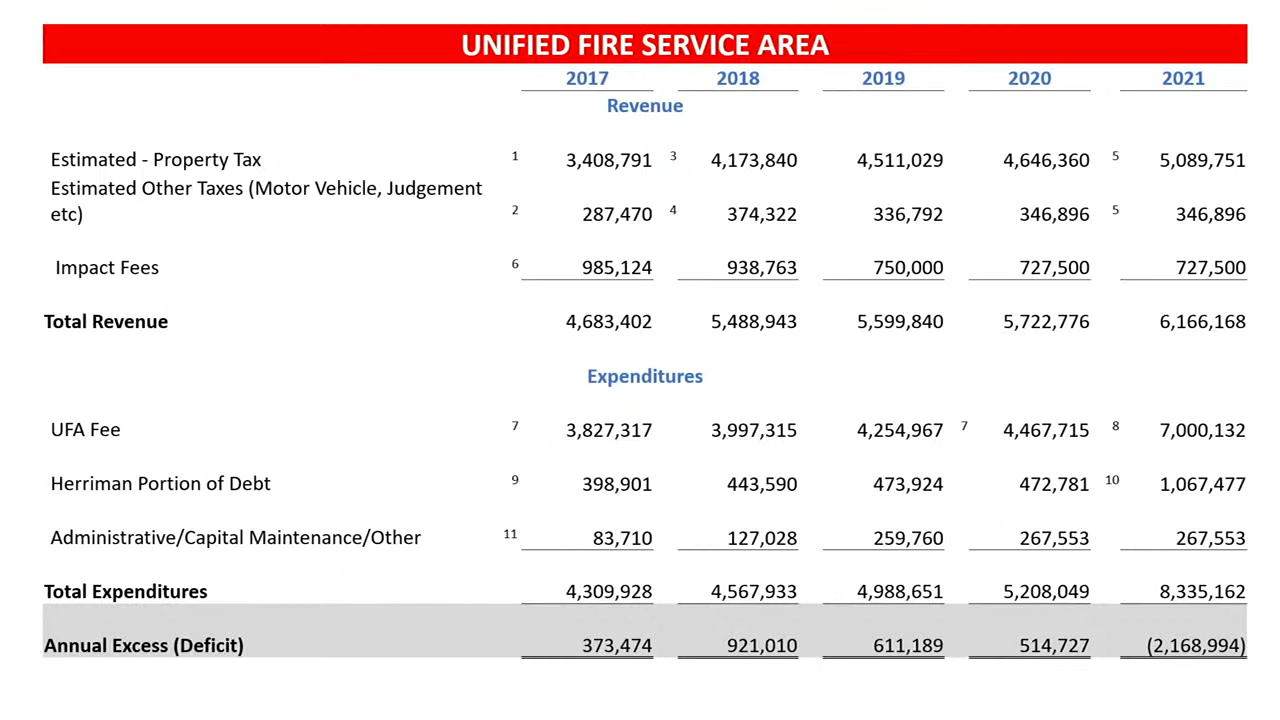 UNIFIED FIRE SERVICE AREA
2017 2018 2019 2020 2021
Revenue
Estimated - Property Tax 1 3,408,791 3 4,173,840 4,511,029 4,646,360 5 5,089,751
Estimated Other Taxes (Motor Vehicle, Judgement
etc) 2 287,470 4 374,322 336,792 346,896 5 346,896
Impact Fees 6 985,124 938,763 750,000 727,500 727,500
Total Revenue 4,683,402 5,488,943 5,599,840 5,722,776 6,166,168
Expenditures
UFA Fee 7 3,827,317 3,997,315 4,254,967 7 4,467,715 8 7,000,132
Herriman Portion of Debt 9 398,901 443,590 473,924 472,781 10 1,067,477
Administrative/Capital Maintenance/Other 11 83,710 127,028 259,760 267,553 267,553
Total Expenditures 4,309,928 4,567,933 4,988,651 5,208,049 8,335,162
Annual Excess (Deficit) 373,474 921,010 611,189 514,727 (2,168,994)